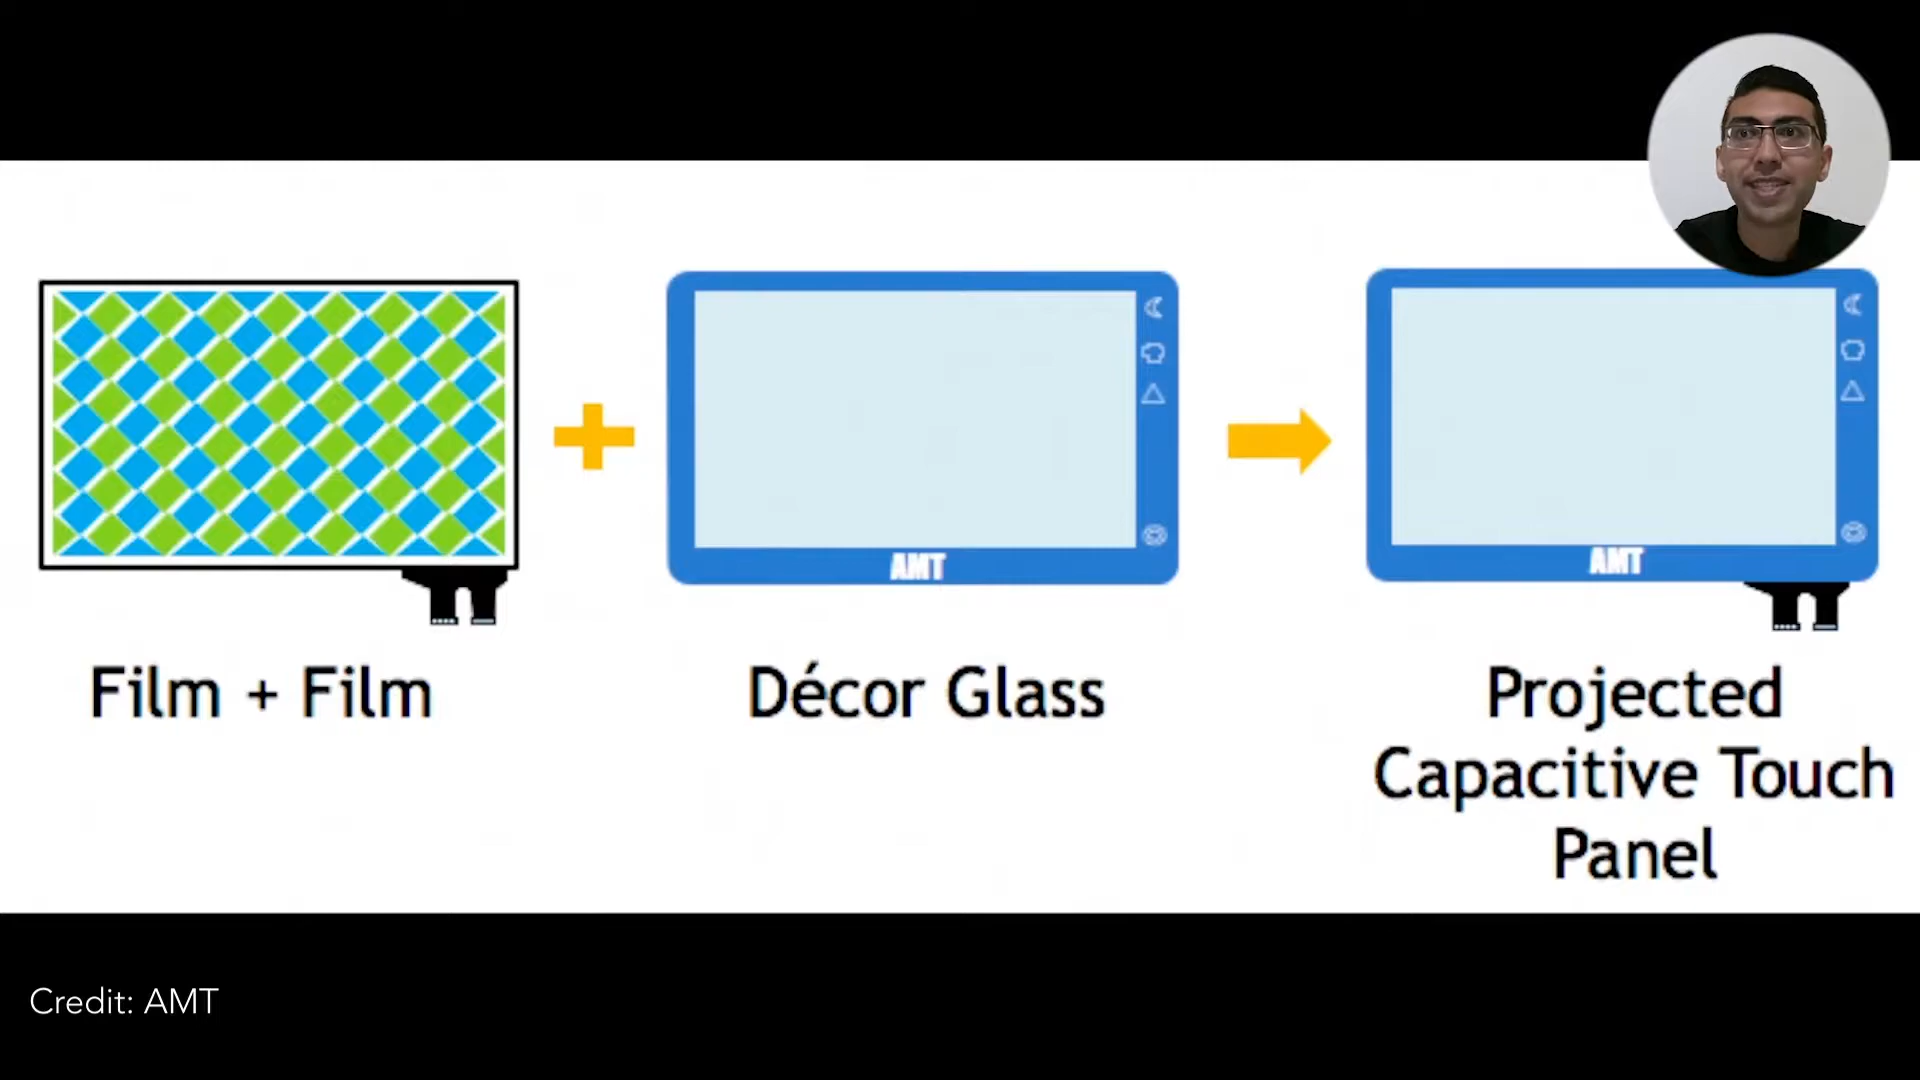 AMT
AMT
Film + Film
Décor Glass
Projected
Capacitive Touch
Panel
Credit: AMT